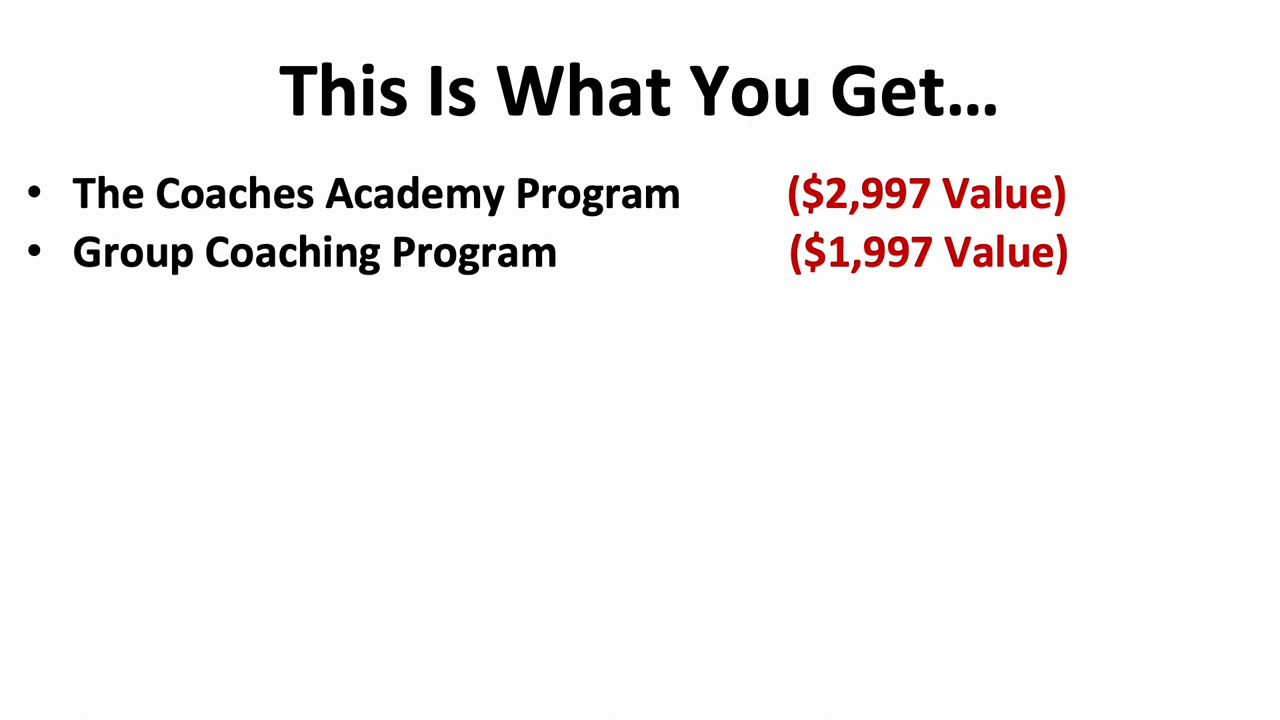 This Is What You Get…
• The Coaches Academy Program ($2,997 Value)
• Group Coaching Program ($1,997 Value)